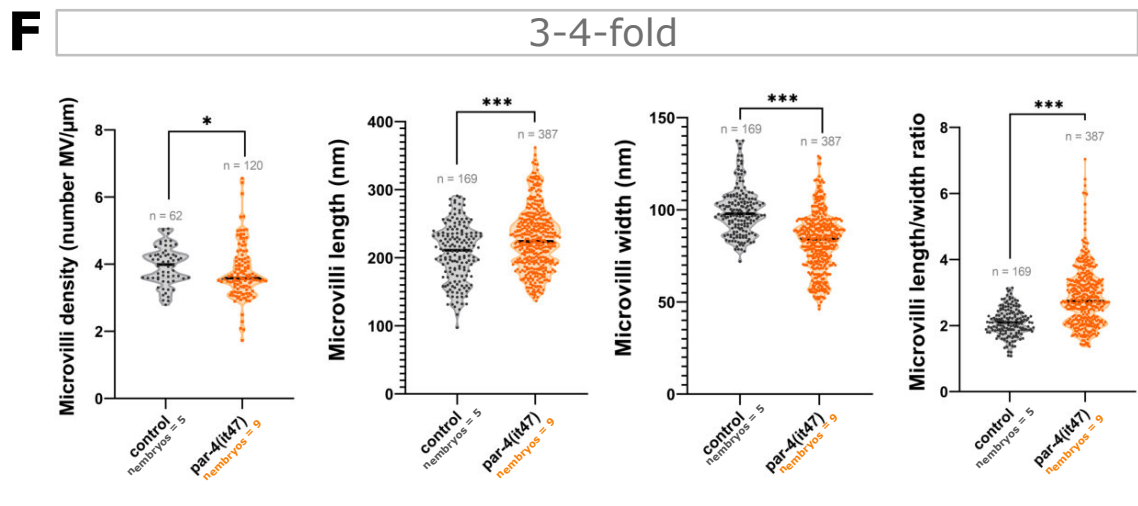 F
3-4-fold
Microvilli density (number MV/µm)
8
6
4
2
0
*
n = 62
n = 120
control
nembryos = 5
par-4(it47)
nembryos = 9
Microvilli length (nm)
400
300
200
100
0
***
n = 169
n = 387
control
nembryos = 5
par-4(it47)
nembryos = 9
Microvilli width (nm)
150
100
50
0
***
n = 169
n = 387
control
nembryos = 5
par-4(it47)
nembryos = 9
Microvilli length/width ratio
8
6
4
2
0
***
n = 169
n = 387
control
nembryos = 5
par-4(it47)
nembryos = 9